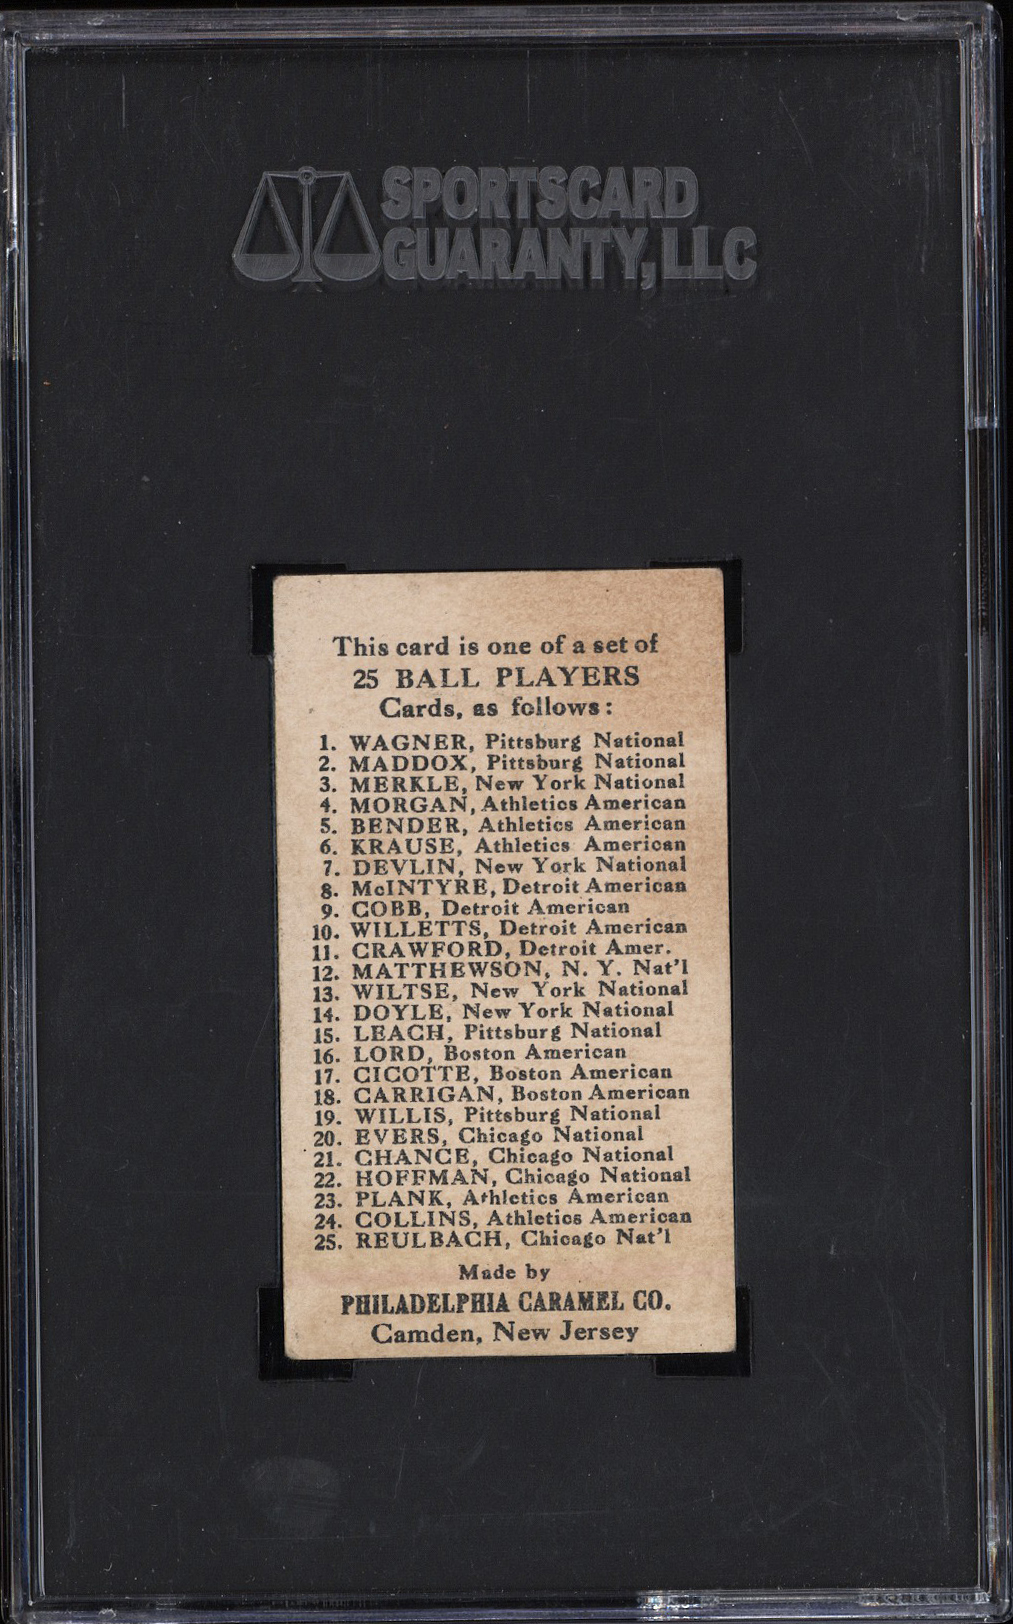 SPORTSCARD
GUARANTY, LLC
This card is one of a set of
25 BALL PLAYERS
Cards, as follows:
1. WAGNER, Pittsburg National
2. MADDOX, Pittsburg National
3. MERKLE, New York National
4. MORGAN, Athletics American
5. BENDER, Athletics American
6. KRAUSE, Athletics American
7. DEVLIN, New York National
8. McINTYRE, Detroit American
9. COBB, Detroit American
10. WILLETTS, Detroit American
11. CRAWFORD, Detroit Amer.
12. MATTHEWSON, N. Y. Nat'l
13. WILTSE, New York National
14. DOYLE, New York National
15. LEACH, Pittsburg National
16. LORD, Boston American
17. CICOTTE, Boston American
18. CARRIGAN, Boston American
19. WILLIS, Pittsburg National
20. EVERS, Chicago National
21. CHANCE, Chicago National
22. HOFFMAN, Chicago National
23. PLANK, Athletics American
24. COLLINS, Athletics American
25. REULBACH, Chicago Nat'l
Made by
PHILADELPHIA CARAMEL CO.
Camden, New Jersey